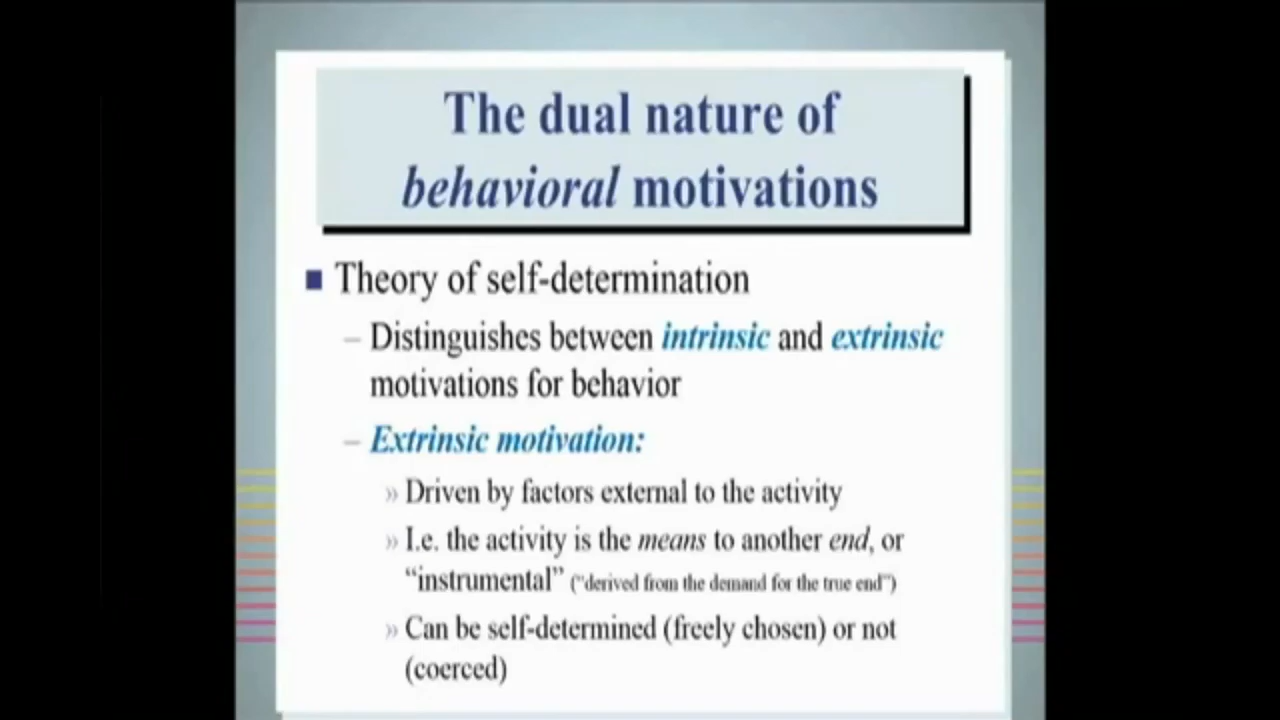 The dual nature of
behavioral motivations
■ Theory of self-determination
– Distinguishes between intrinsic and extrinsic
motivations for behavior
– Extrinsic motivation:
» Driven by factors external to the activity
» I.e. the activity is the means to another end, or
“instrumental” (“derived from the demand for the true end”)
» Can be self-determined (freely chosen) or not
(coerced)